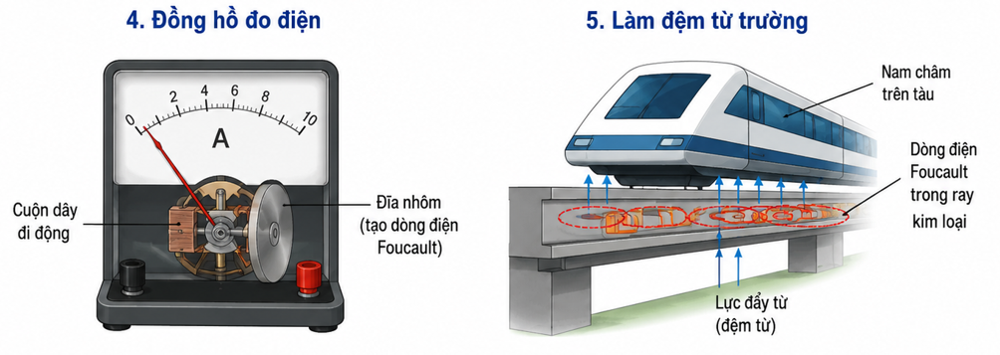 4. Đồng hồ đo điện
0 2 4 6 8 10
A
Cuộn dây
di động
Đĩa nhôm
(tạo dòng điện
Foucault)
5. Làm đệm từ trường
Nam châm
trên tàu
Dòng điện
Foucault
trong ray
kim loại
Lực đẩy từ
(đệm từ)